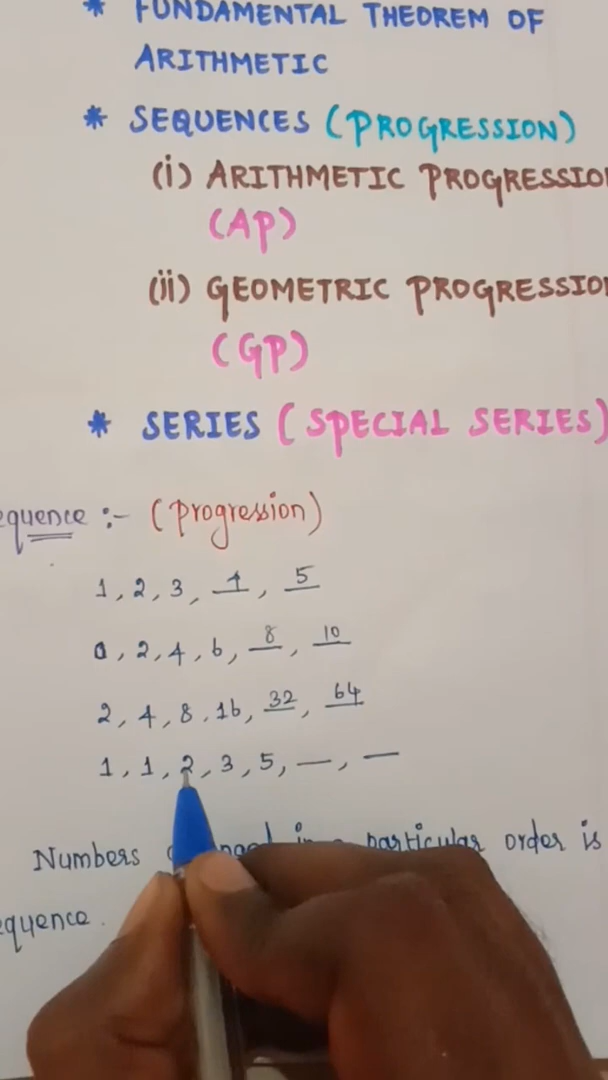 * FUNDAMENTAL THEOREM OF
ARITHMETIC
* SEQUENCES (PROGRESSION)
(i) ARITHMETIC PROGRESSIO
(AP)
(ii) GEOMETRIC PROGRESSIO
(GP)
* SERIES (SPECIAL SERIES)
equence :- (progression)
1, 2, 3, 4, 5
0, 2, 4, 6, 8, 10
2, 4, 8, 16, 32, 64
1, 1, 2, 3, 5, —, —
Numbers particular order is
equence.